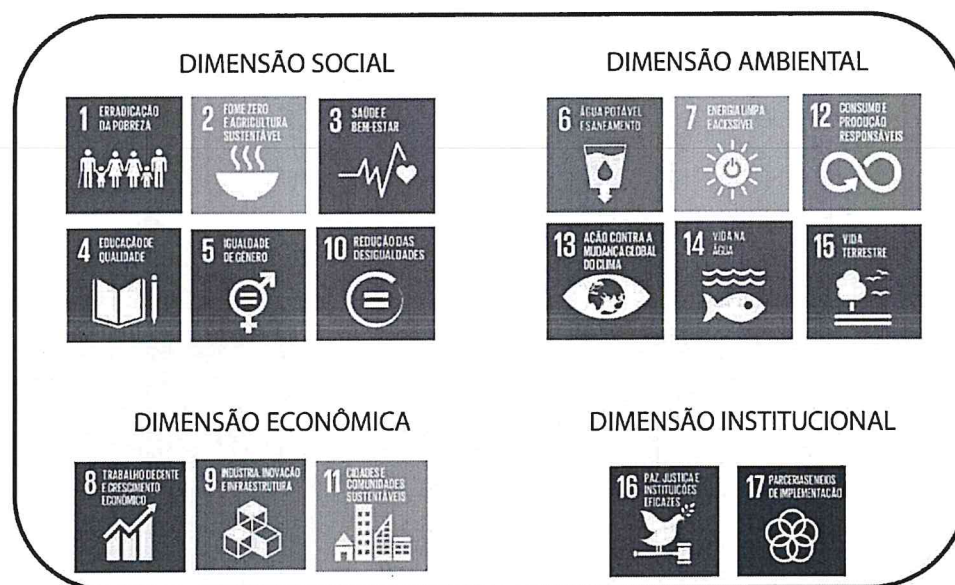 DIMENSÃO SOCIAL
1 ERRADICAÇÃO
DA POBREZA
2 FOME ZERO
E AGRICULTURA
SUSTENTÁVEL
3 SAÚDE E
BEM-ESTAR
4 EDUCAÇÃO DE
QUALIDADE
5 IGUALDADE
DE GÊNERO
10 REDUÇÃO DAS
DESIGUALDADES
DIMENSÃO AMBIENTAL
6 ÁGUA POTÁVEL
E SANEAMENTO
7 ENERGIA LIMPA
E ACESSÍVEL
12 CONSUMO E
PRODUÇÃO
RESPONSÁVEIS
13 AÇÃO CONTRA A
MUDANÇA GLOBAL
DO CLIMA
14 VIDA NA
ÁGUA
15 VIDA
TERRESTRE
DIMENSÃO ECONÔMICA
8 TRABALHO DECENTE
E CRESCIMENTO
ECONÔMICO
9 INDÚSTRIA, INOVAÇÃO
E INFRAESTRUTURA
11 CIDADES E
COMUNIDADES
SUSTENTÁVEIS
DIMENSÃO INSTITUCIONAL
16 PAZ, JUSTIÇA E
INSTITUIÇÕES
EFICAZES
17 PARCERIAS E MEIOS
DE IMPLEMENTAÇÃO